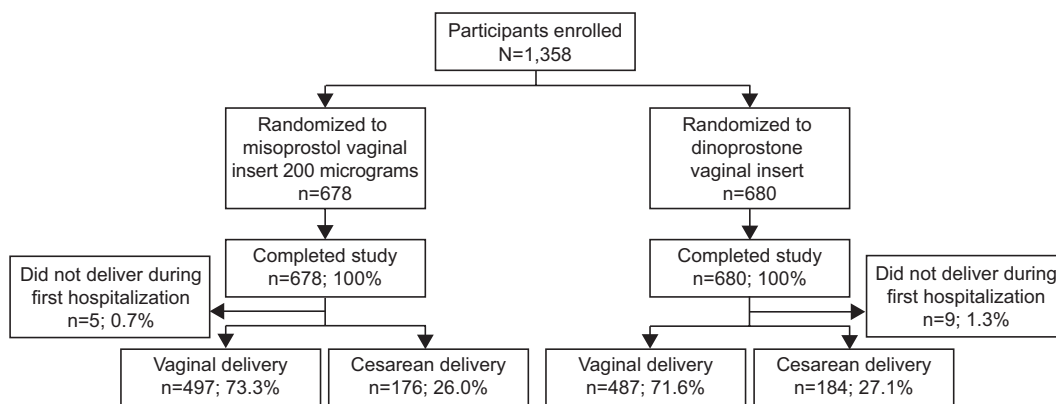 Participants enrolled
N=1,358
Randomized to
misoprostol vaginal
insert 200 micrograms
n=678
Randomized to
dinoprostone
vaginal insert
n=680
Completed study
n=678; 100%
Completed study
n=680; 100%
Did not deliver during
first hospitalization
n=5; 0.7%
Did not deliver during
first hospitalization
n=9; 1.3%
Vaginal delivery
n=497; 73.3%
Cesarean delivery
n=176; 26.0%
Vaginal delivery
n=487; 71.6%
Cesarean delivery
n=184; 27.1%